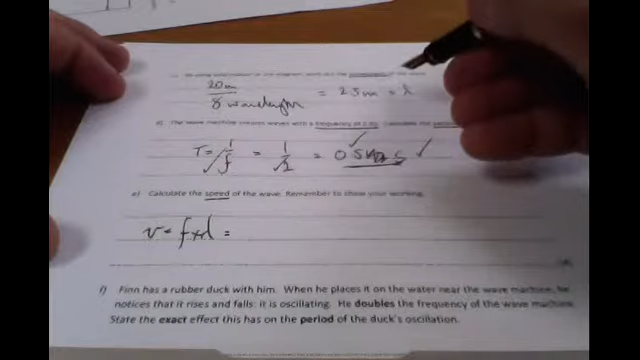 20m
8 wavelength = 2.5m = λ
d) The wave machine creates waves with a frequency of Calculate the
T = 1/f = 1/2 = 0.5 s
e) Calculate the speed of the wave. Remember to show your working.
v = f×λ =
f) Finn has a rubber duck with him. When he places it on the water near the wave machine, he
notices that it rises and falls: it is oscillating. He doubles the frequency of the wave machine.
State the exact effect this has on the period of the duck's oscillation.